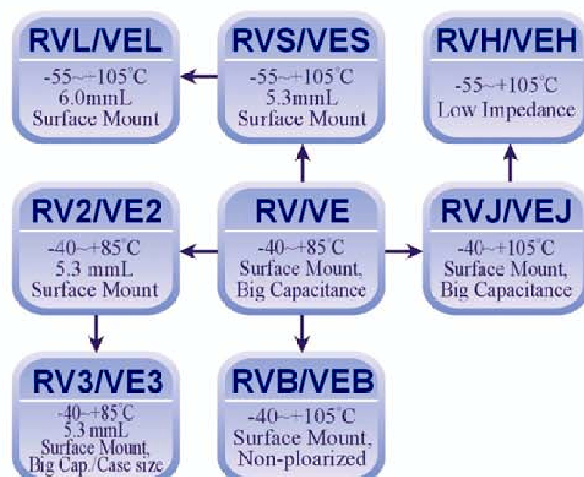 RVL/VEL
-55~+105°C
6.0mmL
Surface Mount
RVS/VES
-55~+105°C
5.3mmL
Surface Mount
RVH/VEH
-55~+105°C
Low Impedance
RV2/VE2
-40~+85°C
5.3 mmL
Surface Mount
RV/VE
-40~+85°C
Surface Mount,
Big Capacitance
RVJ/VEJ
-40~+105°C
Surface Mount,
Big Capacitance
RV3/VE3
-40~+85°C
5.3 mmL
Surface Mount,
Big Cap./Case size
RVB/VEB
-40~+105°C
Surface Mount,
Non-ploarized